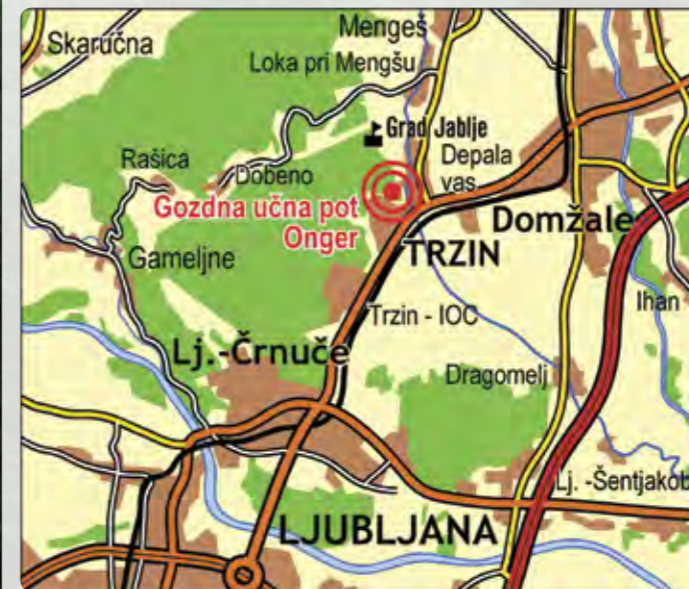 Mengeš
Skaručna
Loka pri Mengšu
Grad Jablje
Rašica
Depala
vas
Dobeno
Gozdna učna pot
Onger
Domžale
TRZIN
Gameljne
Ihan
Trzin - IOC
Lj.-Črnuče
Dragomelj
Lj. -Šentjakob
LJUBLJANA